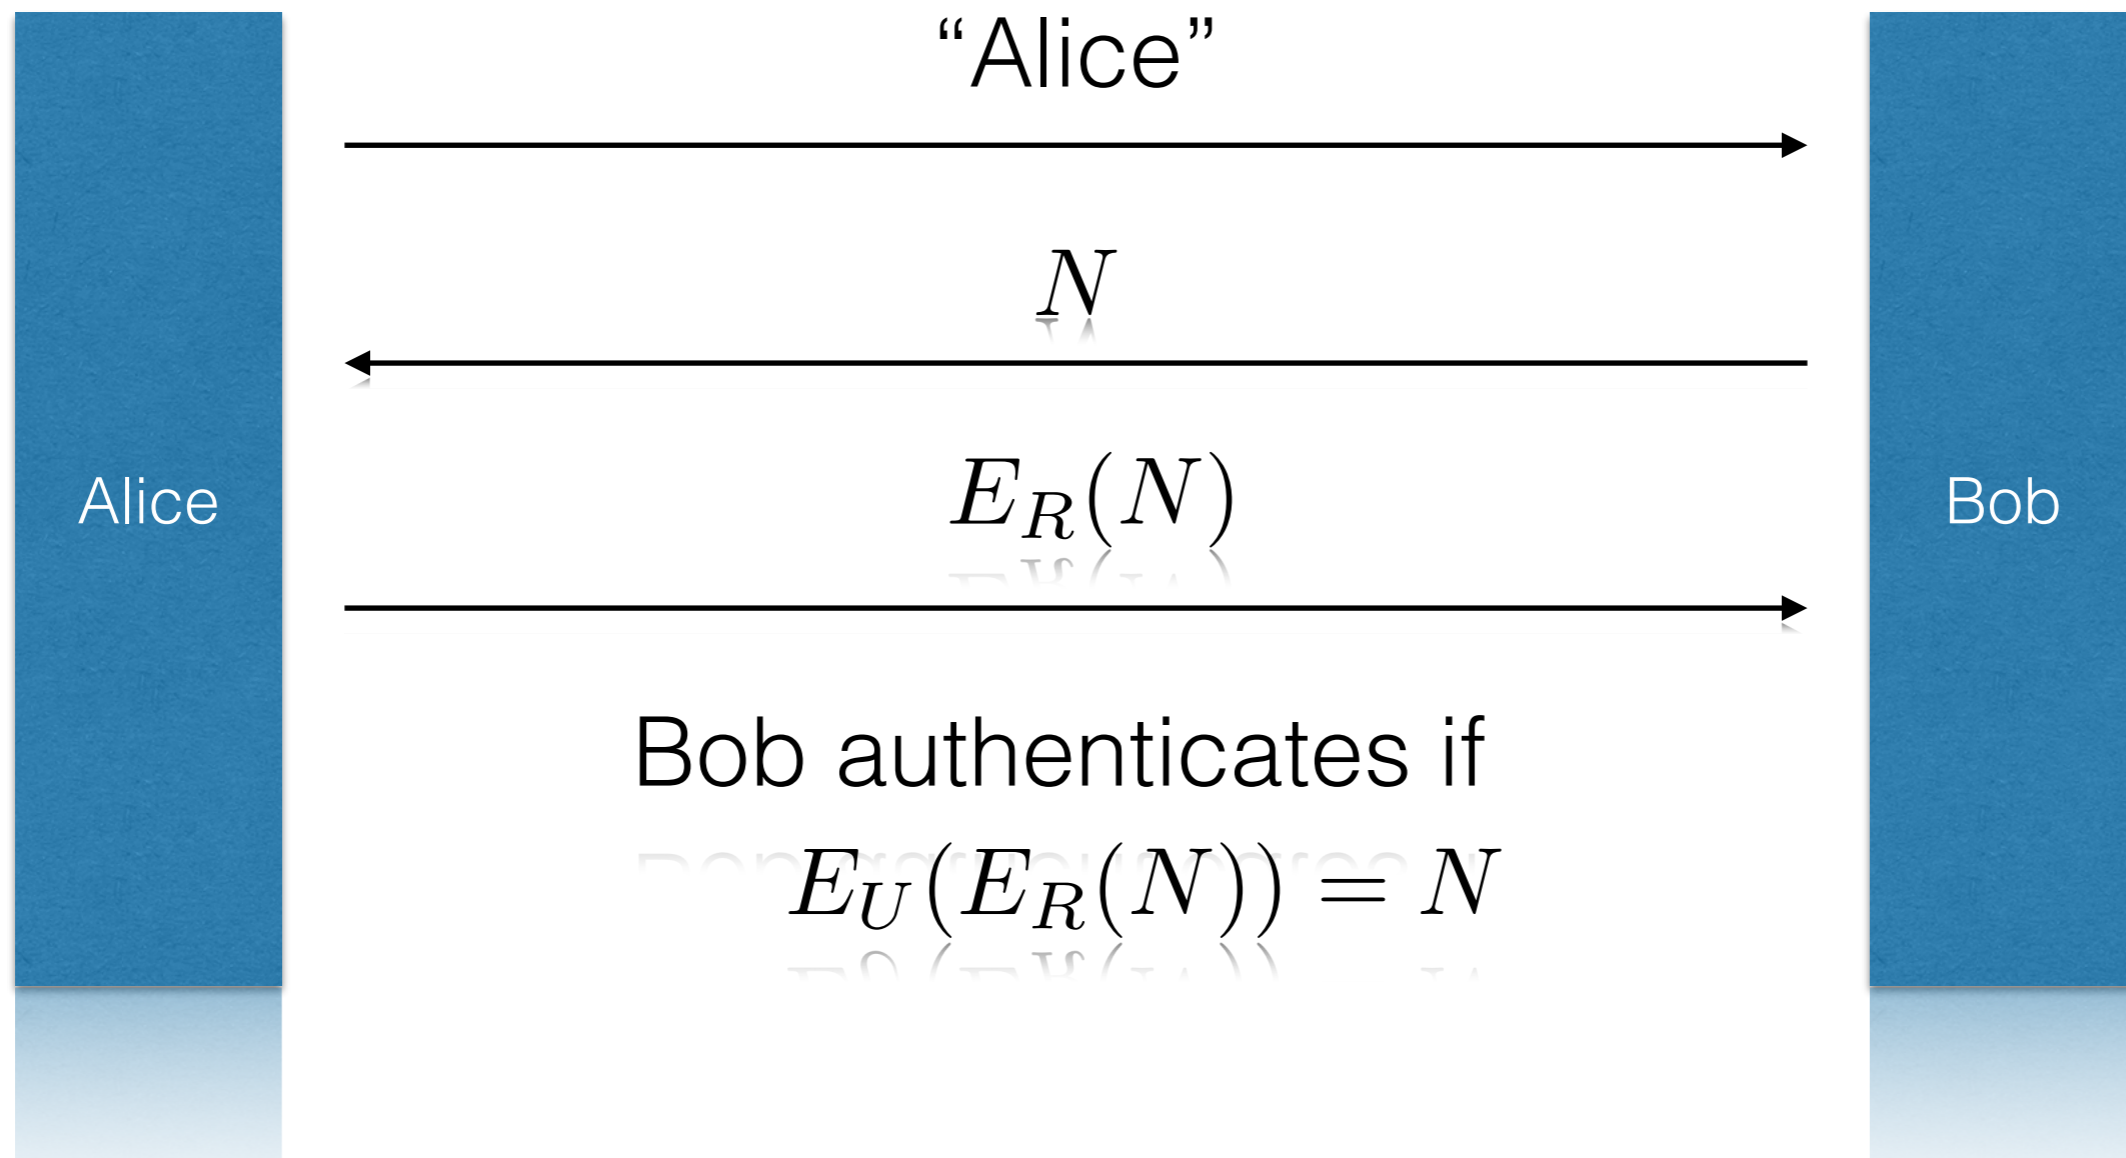 “Alice”
N
E_R(N)
Alice
Bob
Bob authenticates if
E_U(E_R(N)) = N